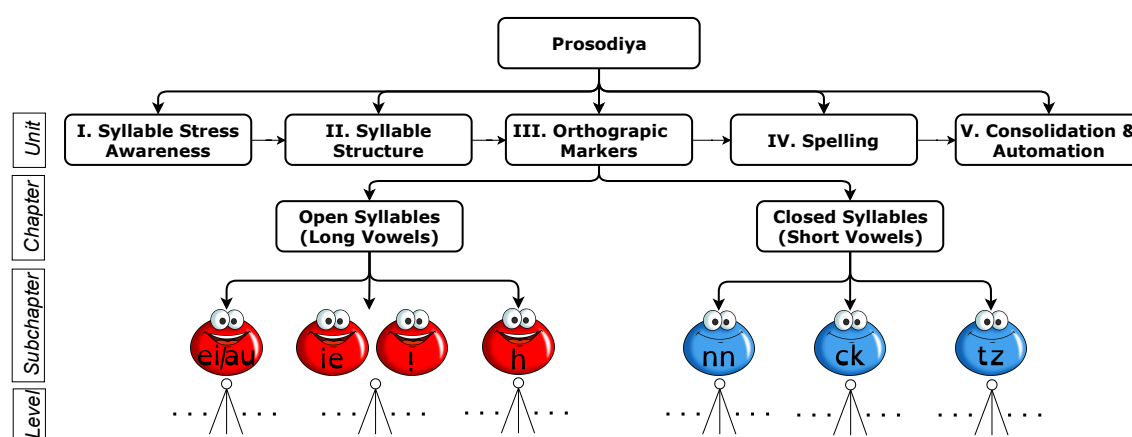 Prosodiya
Unit
I. Syllable Stress
Awareness
II. Syllable
Structure
III. Orthograpic
Markers
IV. Spelling
V. Consolidation &
Automation
Chapter
Open Syllables
(Long Vowels)
Closed Syllables
(Short Vowels)
Subchapter
ei/au
ie
!
h
nn
ck
tz
Level